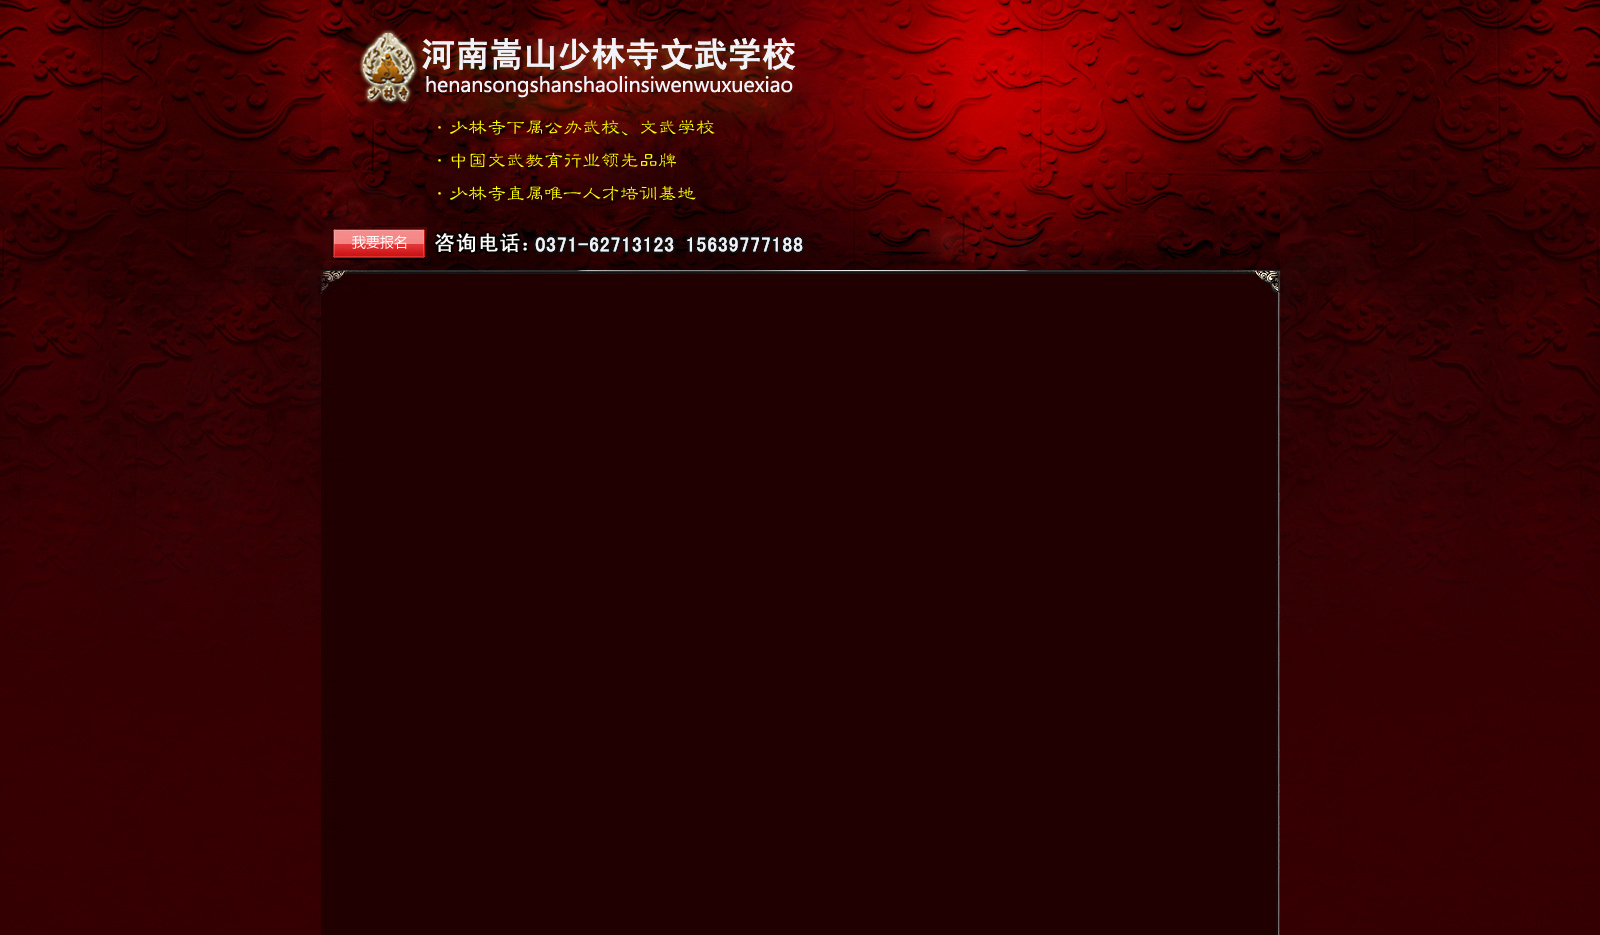 河南嵩山少林寺文武学校
henansongshanshaolinsiwenwuxuexiao
少林寺
· 少林寺下属公办武校、文武学校
· 中国文武教育行业领先品牌
· 少林寺直属唯一人才培训基地
我要报名
咨询电话: 0371-62713123 15639777188